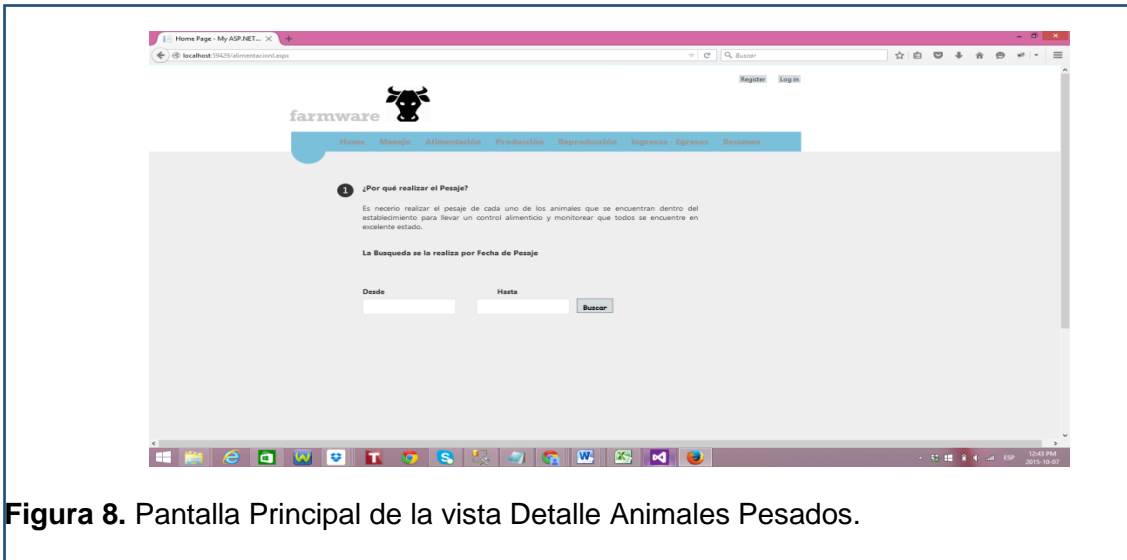 Home Page - My ASP.NET...
localhost:59429/alimentacion1.aspx
Buscar
Register Log in
farmware
Home Manejo Alimentación Producción Reproducción Ingresos - Egresos Resumen
1 ¿Por qué realizar el Pesaje?
Es necerio realizar el pesaje de cada uno de los animales que se encuentran dentro del
establecimiento para llevar un control alimenticio y monitorear que todos se encuentre en
excelente estado.
La Busqueda se la realiza por Fecha de Pesaje
Desde Hasta
Buscar
ESP
12:43 PM
2015-10-07
Figura 8. Pantalla Principal de la vista Detalle Animales Pesados.